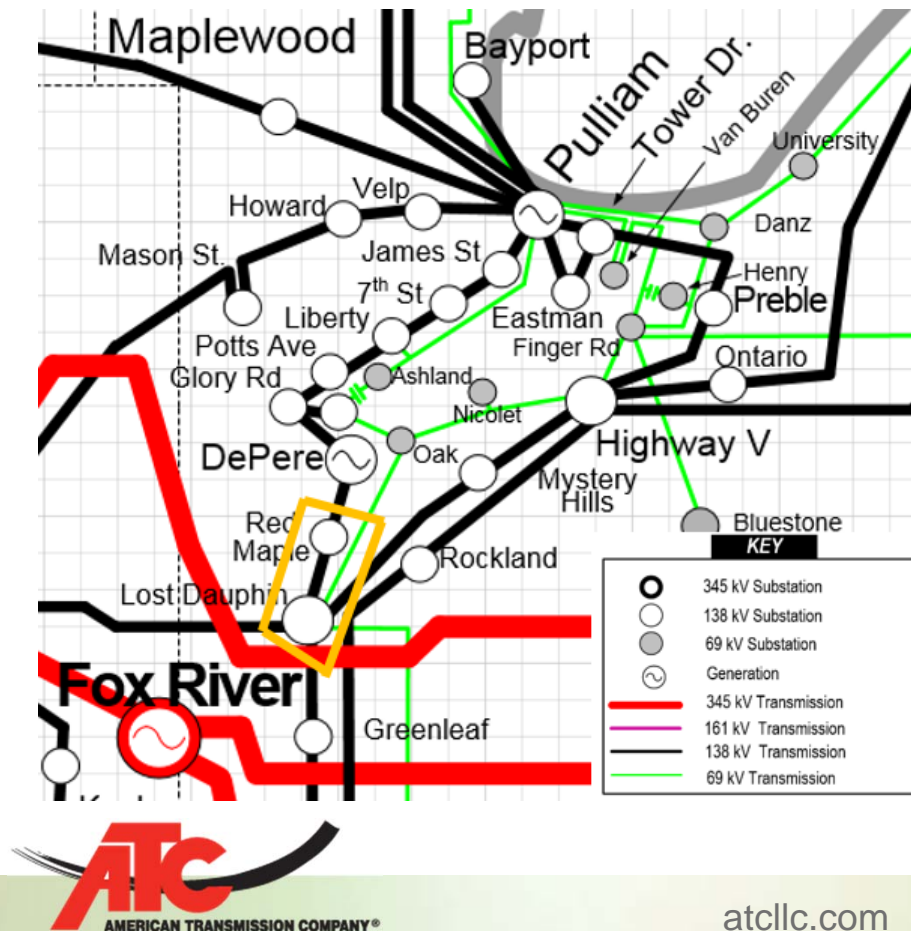 Maplewood
Bayport
Pulliam
Tower Dr.
Van Buren
University
Velp
Howard
Danz
Mason St.
James St
Henry
7th St
Preble
Liberty
Eastman
Potts Ave
Finger Rd
Ontario
Glory Rd
Ashland
Nicolet
DePere
Oak
Highway V
Mystery
Hills
Red
Maple
Bluestone
Rockland
Lost Dauphin
Fox River
Greenleaf
KEY
345 kV Substation
138 kV Substation
69 kV Substation
Generation
345 kV Transmission
161 kV Transmission
138 kV Transmission
69 kV Transmission
ATC
AMERICAN TRANSMISSION COMPANY®
atcllc.com